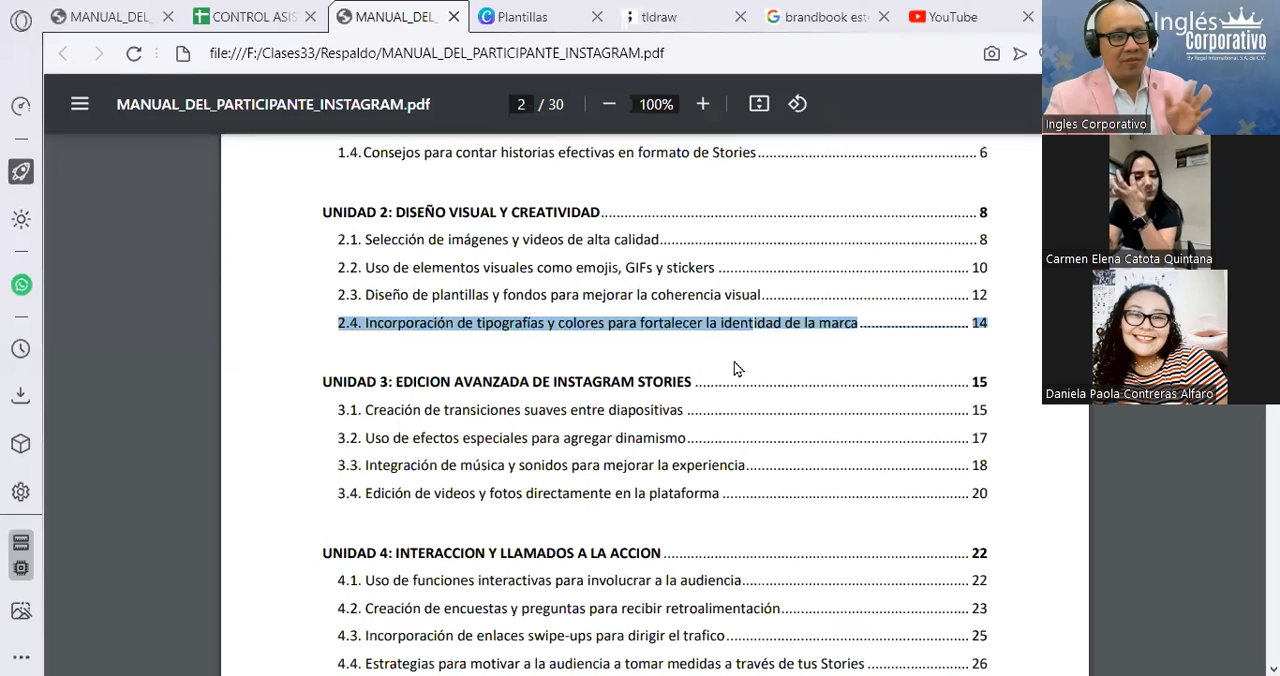 MANUAL_DEL_
CONTROL ASIS
MANUAL_DEL_
Plantillas
tldraw
brandbook est
YouTube
file:///F:/Clases33/Respaldo/MANUAL_DEL_PARTICIPANTE_INSTAGRAM.pdf
MANUAL_DEL_PARTICIPANTE_INSTAGRAM.pdf
2 / 30
100%
Inglés
Corporativo
By Regal International, S.A. de C.V.
Ingles Corporativo
Carmen Elena Catota Quintana
Daniela Paola Contreras Alfaro
1.4. Consejos para contar historias efectivas en formato de Stories 6
UNIDAD 2: DISEÑO VISUAL Y CREATIVIDAD 8
2.1. Selección de imágenes y videos de alta calidad 8
2.2. Uso de elementos visuales como emojis, GIFs y stickers 10
2.3. Diseño de plantillas y fondos para mejorar la coherencia visual 12
2.4. Incorporación de tipografías y colores para fortalecer la identidad de la marca 14
UNIDAD 3: EDICION AVANZADA DE INSTAGRAM STORIES 15
3.1. Creación de transiciones suaves entre diapositivas 15
3.2. Uso de efectos especiales para agregar dinamismo 17
3.3. Integración de música y sonidos para mejorar la experiencia 18
3.4. Edición de videos y fotos directamente en la plataforma 20
UNIDAD 4: INTERACCION Y LLAMADOS A LA ACCION 22
4.1. Uso de funciones interactivas para involucrar a la audiencia 22
4.2. Creación de encuestas y preguntas para recibir retroalimentación 23
4.3. Incorporación de enlaces swipe-ups para dirigir el trafico 25
4.4. Estrategias para motivar a la audiencia a tomar medidas a través de tus Stories 26